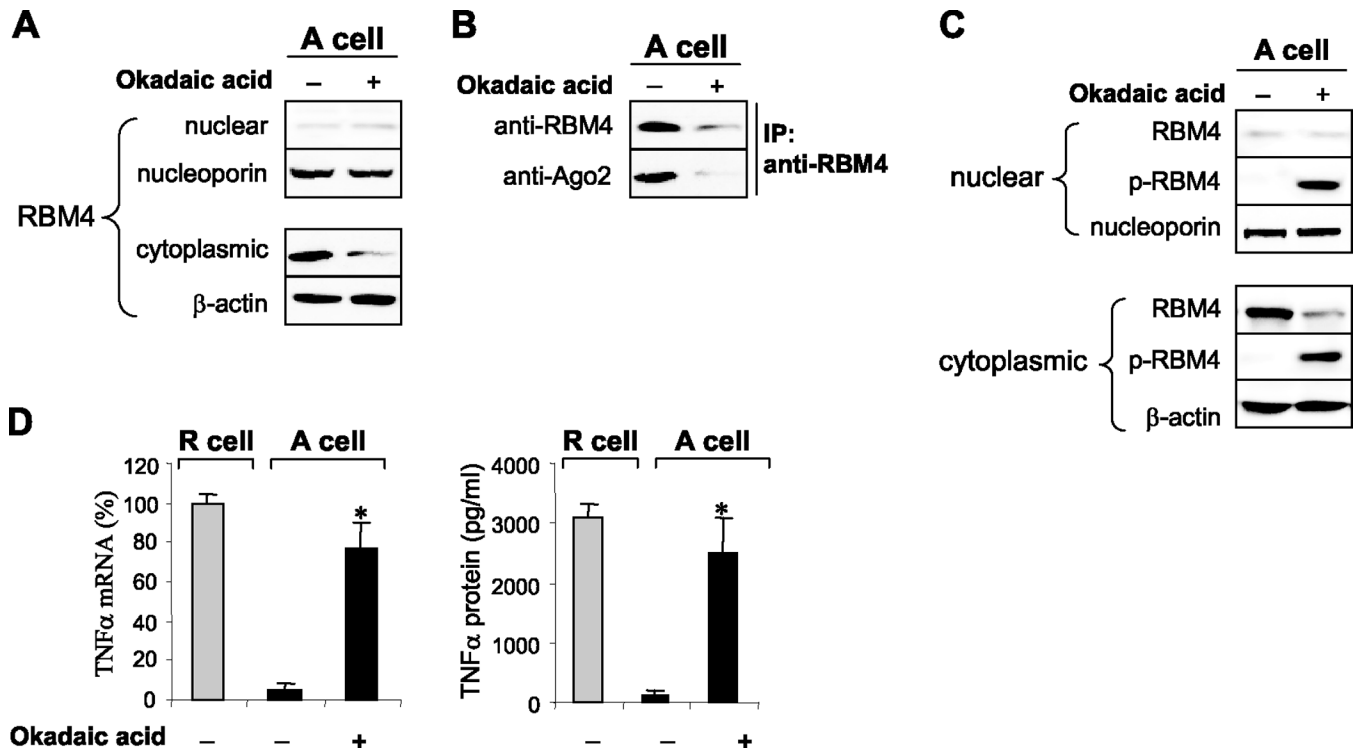 A
A cell
Okadaic acid – +
RBM4
nuclear
nucleoporin
cytoplasmic
β-actin
B
A cell
Okadaic acid – +
anti-RBM4
anti-Ago2
IP:
anti-RBM4
C
A cell
Okadaic acid – +
nuclear
RBM4
p-RBM4
nucleoporin
cytoplasmic
RBM4
p-RBM4
β-actin
D
R cell A cell
TNFα mRNA (%)
120
100
80
60
40
20
0
*
Okadaic acid – – +
R cell A cell
TNFα protein (pg/ml)
4000
3000
2000
1000
0
*
– – +